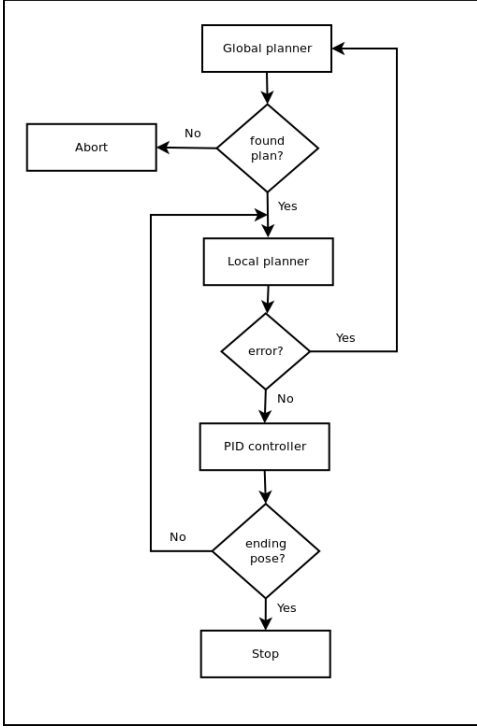 Global planner
No
Abort
found
plan?
Yes
Local planner
error?
Yes
No
PID controller
No
ending
pose?
Yes
Stop